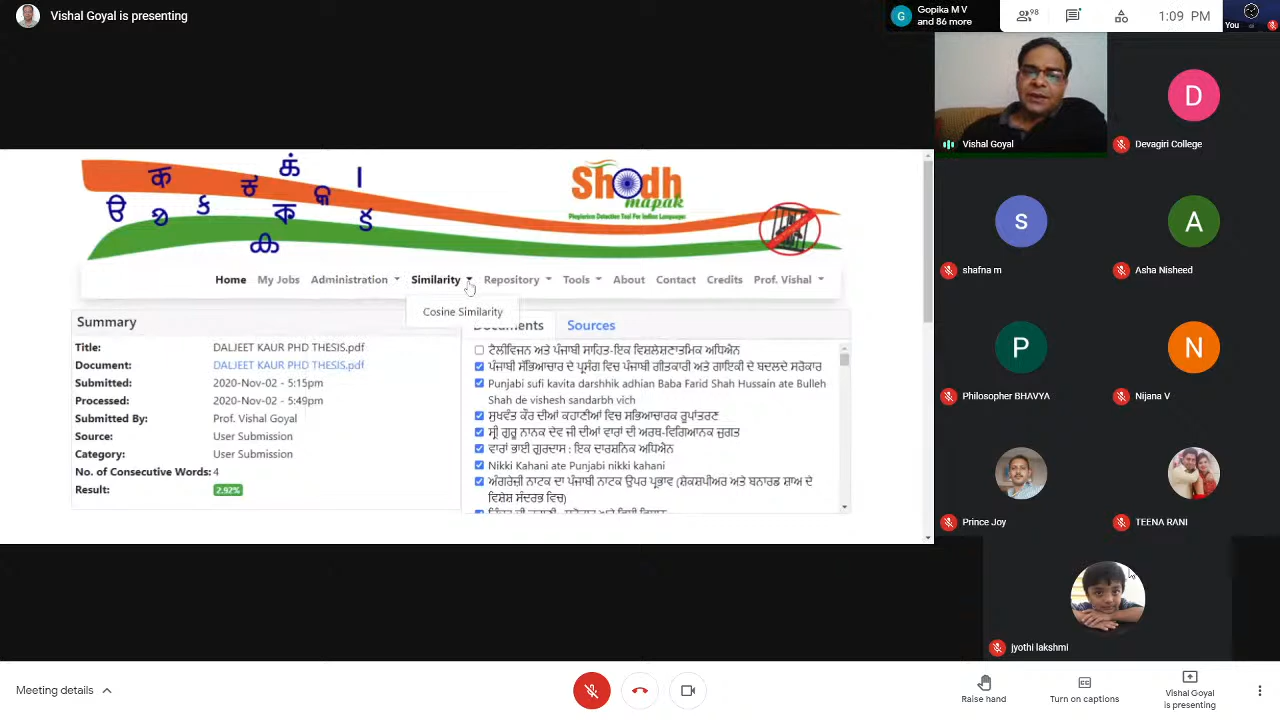 Vishal Goyal is presenting
G
Gopika M V
and 86 more
98
1:09 PM
You
Shodh
mapak
Plagiarism Detection Tool For Indian Languages
Home My Jobs Administration Similarity Repository Tools About Contact Credits Prof. Vishal
Cosine Similarity
Summary
Title: DALJEET KAUR PHD THESIS.pdf
Document: DALJEET KAUR PHD THESIS.pdf
Submitted: 2020-Nov-02 - 5:15pm
Processed: 2020-Nov-02 - 5:49pm
Submitted By: Prof. Vishal Goyal
Source: User Submission
Category: User Submission
No. of Consecutive Words: 4
Result: 2.92%
Documents Sources
ਟੈਲੀਵਿਜਨ ਅਤੇ ਪੰਜਾਬੀ ਸਾਹਿਤ-ਇਕ ਵਿਸ਼ਲੇਸ਼ਣਾਤਮਿਕ ਅਧਿਐਨ
ਪੰਜਾਬੀ ਸੱਭਿਆਚਾਰ ਦੇ ਪ੍ਰਸੰਗ ਵਿਚ ਪੰਜਾਬੀ ਗੀਤਕਾਰੀ ਅਤੇ ਗਾਇਕੀ ਦੇ ਬਦਲਦੇ ਸਰੋਕਾਰ
Punjabi sufi kavita darshhik adhian Baba Farid Shah Hussain ate Bulleh
Shah de vishesh sandarbh vich
ਸੁਖਵੰਤ ਕੌਰ ਦੀਆਂ ਕਹਾਣੀਆਂ ਵਿਚ ਸਭਿਆਚਾਰਕ ਰੂਪਾਂਤਰਣ
ਸ੍ਰੀ ਗੁਰੂ ਨਾਨਕ ਦੇਵ ਜੀ ਦੀਆਂ ਵਾਰਾਂ ਦੀ ਅਰਥ-ਵਿਗਿਆਨਕ ਜੁਗਤ
ਵਾਰਾਂ ਭਾਈ ਗੁਰਦਾਸ : ਇਕ ਦਾਰਸ਼ਨਿਕ ਅਧਿਐਨ
Nikki Kahani ate Punjabi nikki kahani
ਅੰਗਰੇਜ਼ੀ ਨਾਟਕ ਦਾ ਪੰਜਾਬੀ ਨਾਟਕ ਉਪਰ ਪ੍ਰਭਾਵ (ਸ਼ੇਕਸ਼ਪੀਅਰ ਅਤੇ ਬਨਾਰਡ ਸ਼ਾਅ ਦੇ
ਵਿਸ਼ੇਸ਼ ਸੰਦਰਭ ਵਿਚ)
Vishal Goyal
D
Devagiri College
s
shafna m
A
Asha Nisheed
P
Philosopher BHAVYA
N
Nijana V
Prince Joy
TEENA RANI
jyothi lakshmi
Meeting details
Raise hand
Turn on captions
Vishal Goyal
is presenting